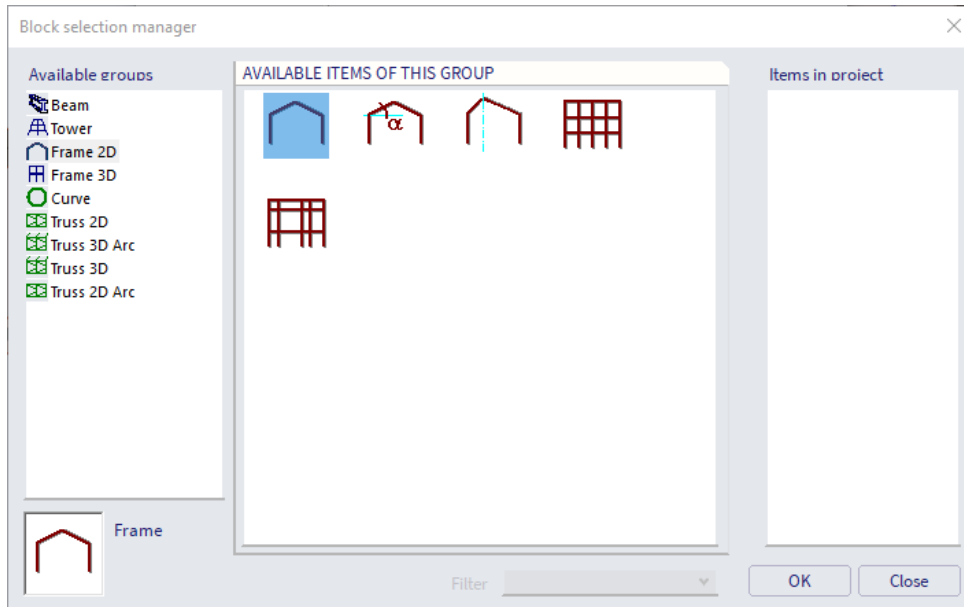 Block selection manager
Available groups
Beam
Tower
Frame 2D
Frame 3D
Curve
Truss 2D
Truss 3D Arc
Truss 3D
Truss 2D Arc
Frame
AVAILABLE ITEMS OF THIS GROUP
α
Filter
Items in project
OK
Close